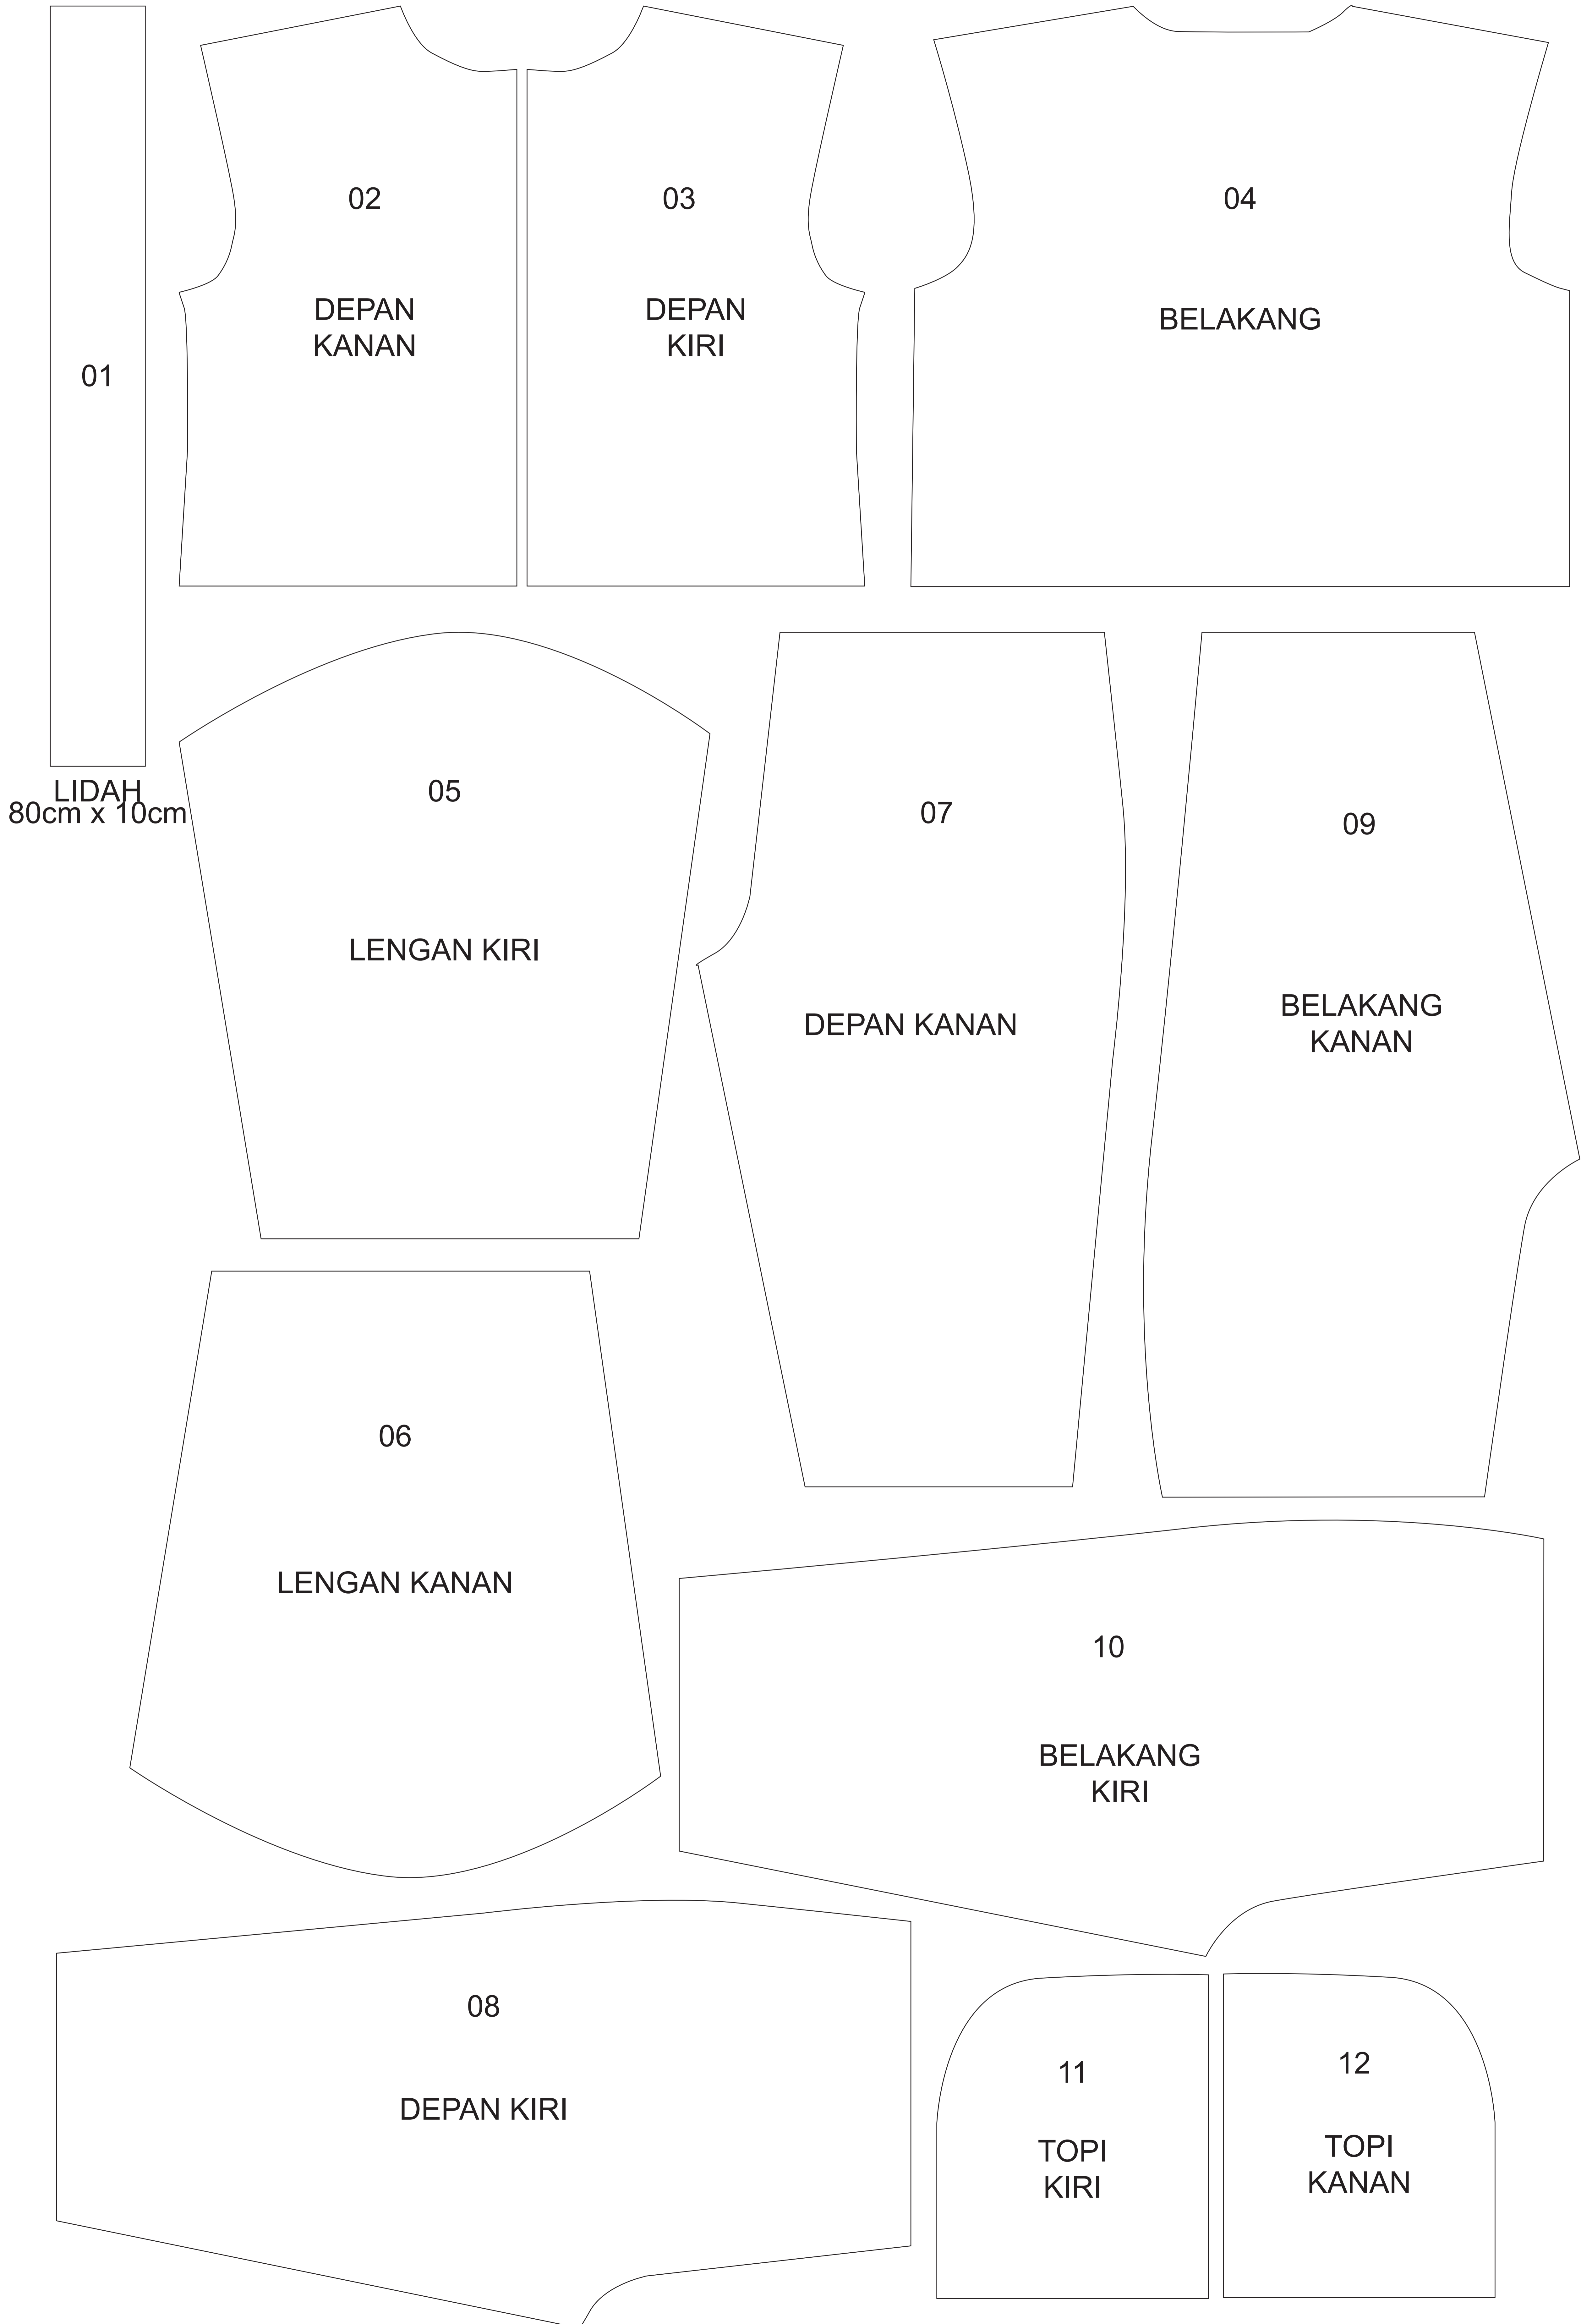 01
LIDAH
80cm x 10cm
02
DEPAN
KANAN
03
DEPAN
KIRI
04
BELAKANG
05
LENGAN KIRI
07
DEPAN KANAN
09
BELAKANG
KANAN
06
LENGAN KANAN
10
BELAKANG
KIRI
08
DEPAN KIRI
11
TOPI
KIRI
12
TOPI
KANAN